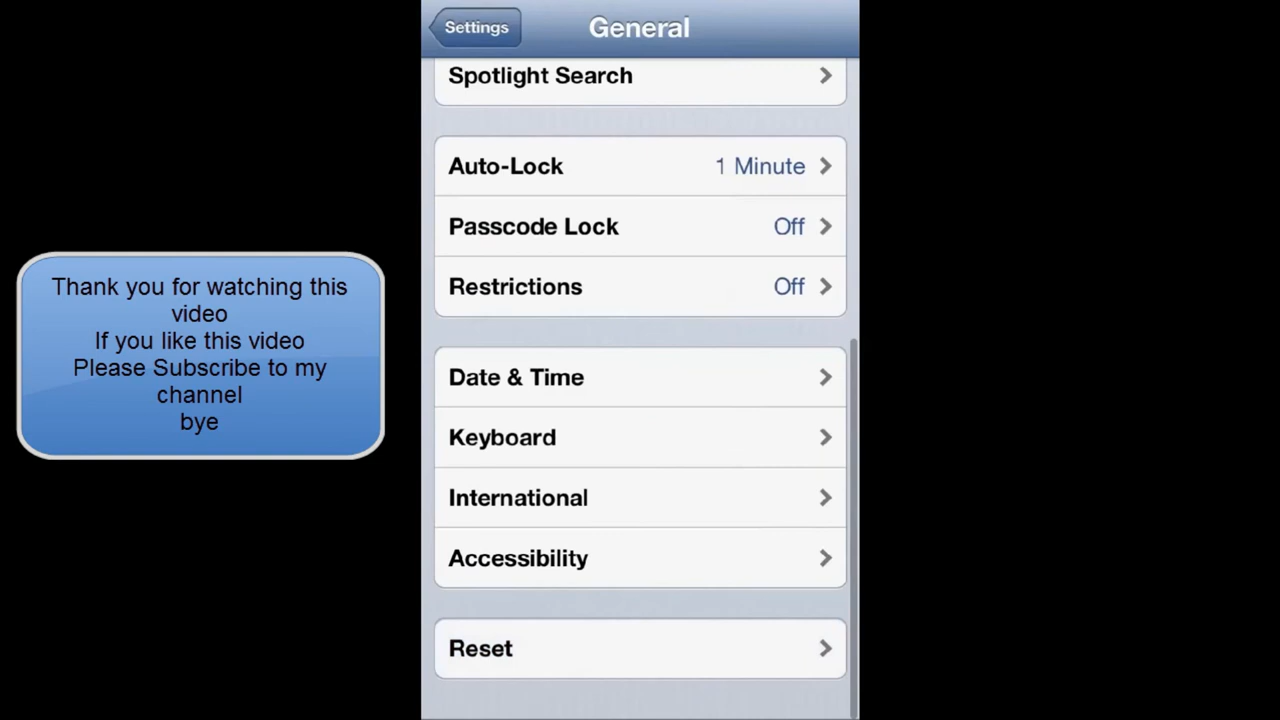 Settings
General
Spotlight Search
Auto-Lock 1 Minute
Passcode Lock Off
Restrictions Off
Date & Time
Keyboard
International
Accessibility
Reset
Thank you for watching this
video
If you like this video
Please Subscribe to my
channel
bye